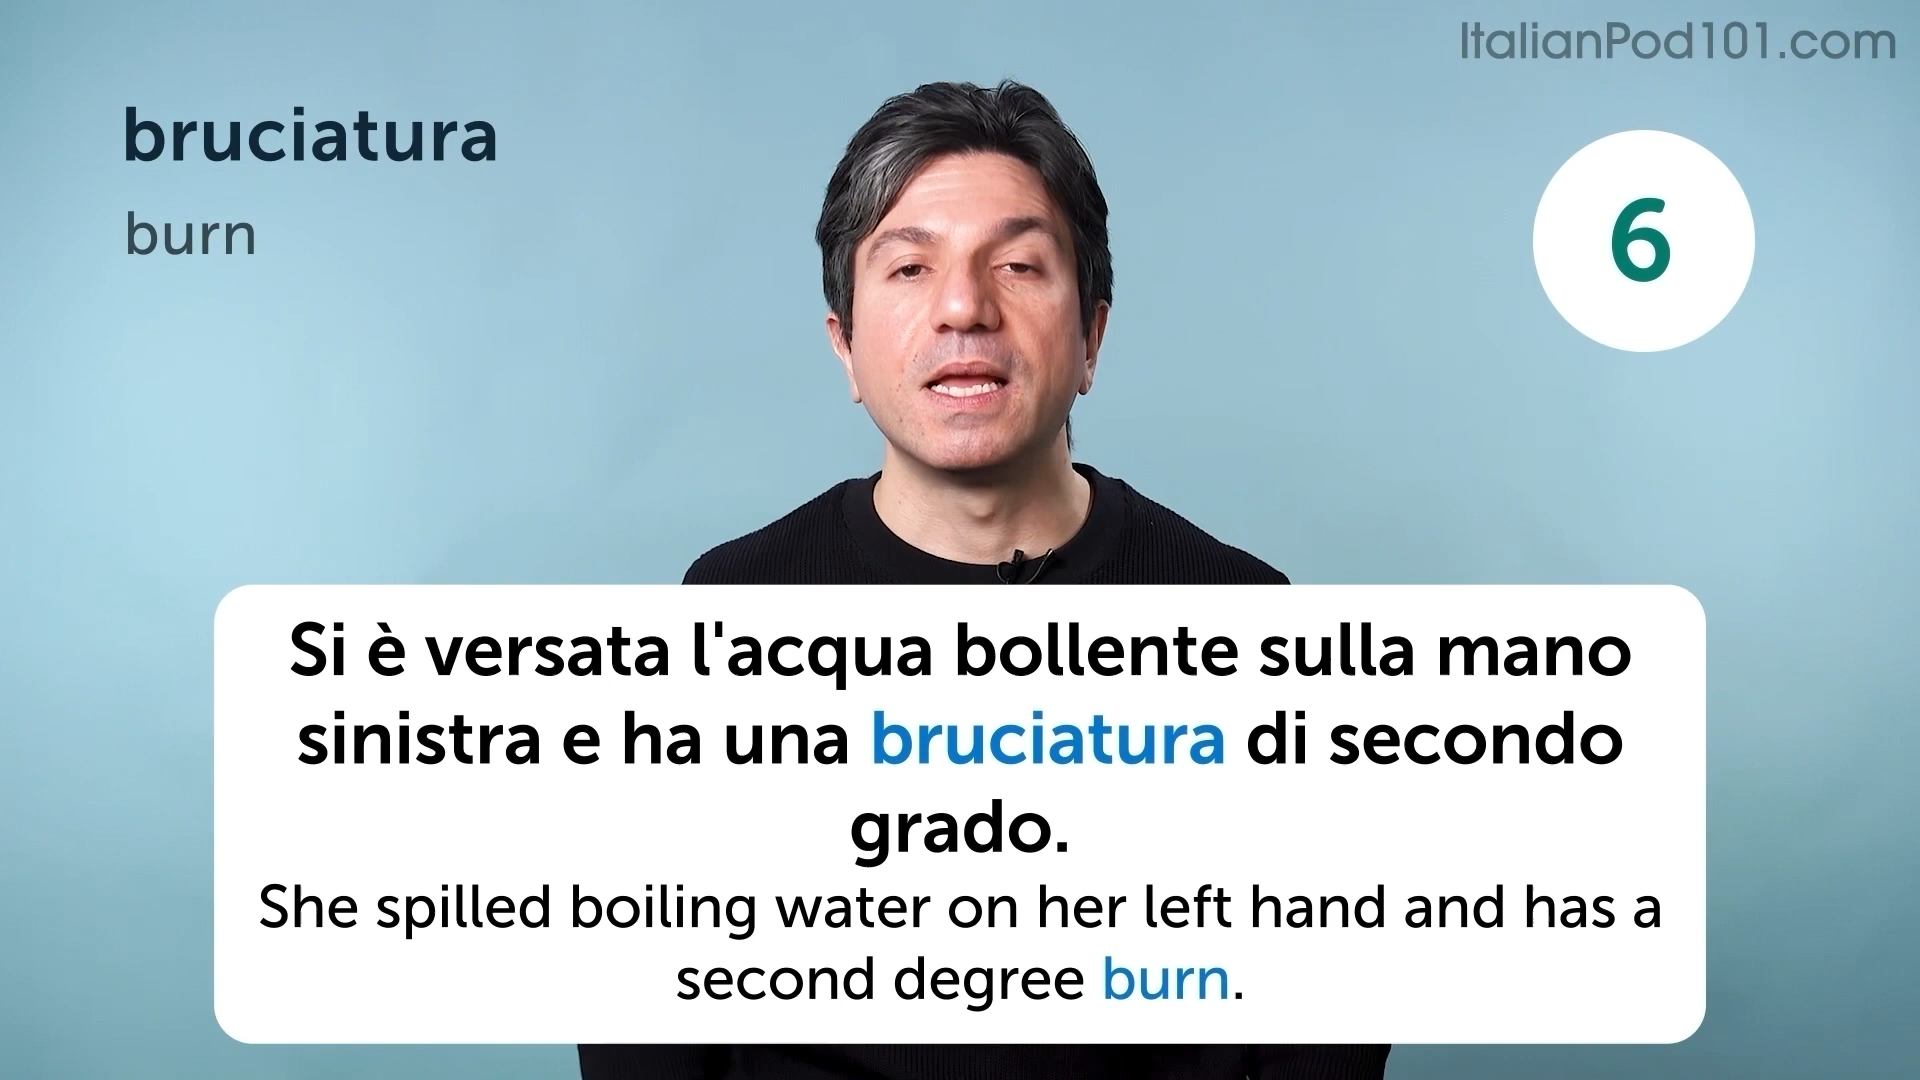 ItalianPod101.com
bruciatura
burn
6
Si è versata l'acqua bollente sulla mano
sinistra e ha una bruciatura di secondo
grado.
She spilled boiling water on her left hand and has a
second degree burn.